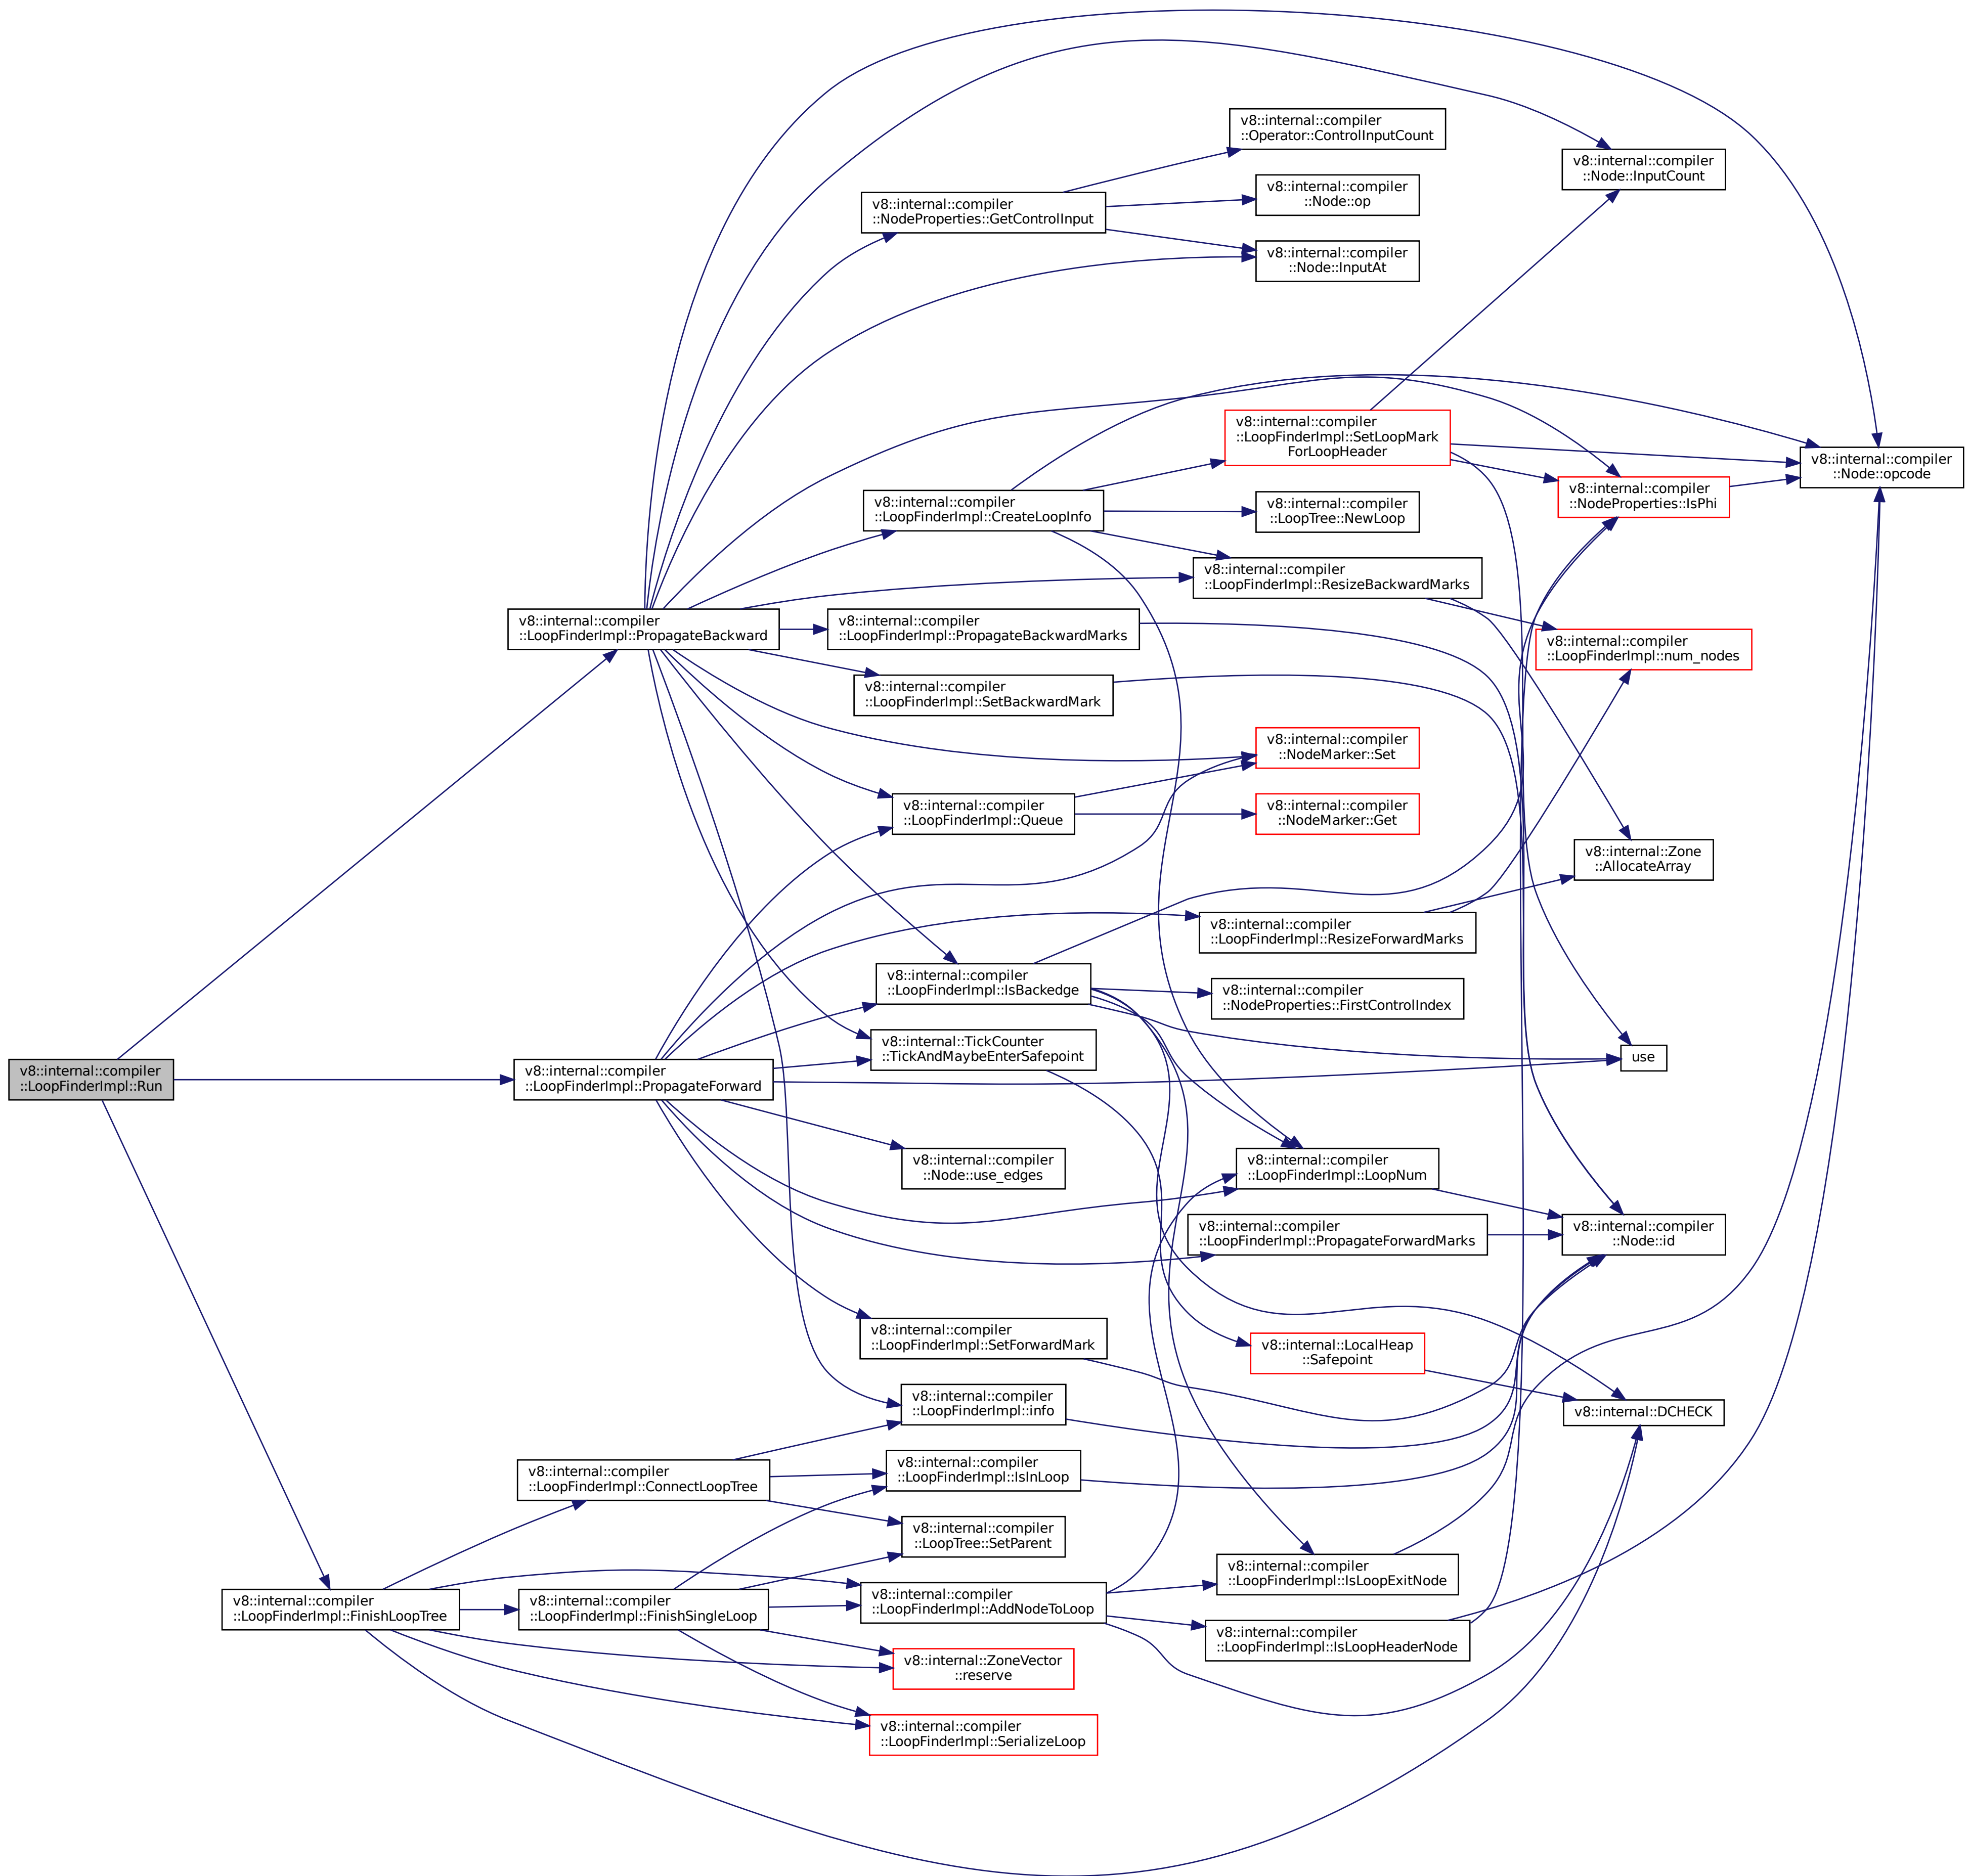 v8::internal::compiler
::LoopFinderImpl::Run
v8::internal::compiler
::LoopFinderImpl::PropagateBackward
v8::internal::compiler
::LoopFinderImpl::PropagateForward
v8::internal::compiler
::LoopFinderImpl::FinishLoopTree
v8::internal::compiler
::LoopFinderImpl::ConnectLoopTree
v8::internal::compiler
::LoopFinderImpl::FinishSingleLoop
v8::internal::compiler
::NodeProperties::GetControlInput
v8::internal::compiler
::LoopFinderImpl::CreateLoopInfo
v8::internal::compiler
::LoopFinderImpl::PropagateBackwardMarks
v8::internal::compiler
::LoopFinderImpl::SetBackwardMark
v8::internal::compiler
::LoopFinderImpl::Queue
v8::internal::compiler
::LoopFinderImpl::IsBackedge
v8::internal::TickCounter
::TickAndMaybeEnterSafepoint
v8::internal::compiler
::Node::use_edges
v8::internal::compiler
::LoopFinderImpl::SetForwardMark
v8::internal::compiler
::LoopFinderImpl::info
v8::internal::compiler
::LoopFinderImpl::IsInLoop
v8::internal::compiler
::LoopTree::SetParent
v8::internal::compiler
::LoopFinderImpl::AddNodeToLoop
v8::internal::ZoneVector
::reserve
v8::internal::compiler
::LoopFinderImpl::SerializeLoop
v8::internal::compiler
::Operator::ControlInputCount
v8::internal::compiler
::Node::op
v8::internal::compiler
::Node::InputAt
v8::internal::compiler
::LoopFinderImpl::SetLoopMark
ForLoopHeader
v8::internal::compiler
::LoopTree::NewLoop
v8::internal::compiler
::LoopFinderImpl::ResizeBackwardMarks
v8::internal::compiler
::NodeMarker::Set
v8::internal::compiler
::NodeMarker::Get
v8::internal::compiler
::LoopFinderImpl::ResizeForwardMarks
v8::internal::compiler
::NodeProperties::FirstControlIndex
v8::internal::compiler
::LoopFinderImpl::LoopNum
v8::internal::compiler
::LoopFinderImpl::PropagateForwardMarks
v8::internal::LocalHeap
::Safepoint
v8::internal::compiler
::LoopFinderImpl::IsLoopExitNode
v8::internal::compiler
::LoopFinderImpl::IsLoopHeaderNode
v8::internal::compiler
::Node::InputCount
v8::internal::compiler
::NodeProperties::IsPhi
v8::internal::compiler
::LoopFinderImpl::num_nodes
v8::internal::Zone
::AllocateArray
use
v8::internal::compiler
::Node::id
v8::internal::DCHECK
v8::internal::compiler
::Node::opcode